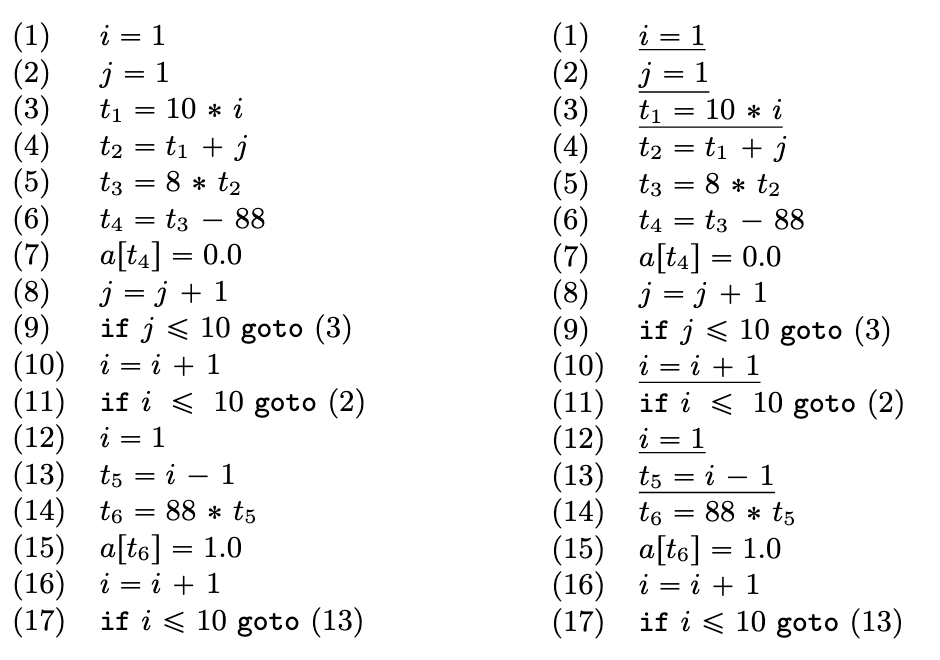 (1) i = 1
(2) j = 1
(3) t₁ = 10 * i
(4) t₂ = t₁ + j
(5) t₃ = 8 * t₂
(6) t₄ = t₃ − 88
(7) a[t₄] = 0.0
(8) j = j + 1
(9) if j ⩽ 10 goto (3)
(10) i = i + 1
(11) if i ⩽ 10 goto (2)
(12) i = 1
(13) t₅ = i − 1
(14) t₆ = 88 * t₅
(15) a[t₆] = 1.0
(16) i = i + 1
(17) if i ⩽ 10 goto (13)
(1) i = 1
(2) j = 1
(3) t₁ = 10 * i
(4) t₂ = t₁ + j
(5) t₃ = 8 * t₂
(6) t₄ = t₃ − 88
(7) a[t₄] = 0.0
(8) j = j + 1
(9) if j ⩽ 10 goto (3)
(10) i = i + 1
(11) if i ⩽ 10 goto (2)
(12) i = 1
(13) t₅ = i − 1
(14) t₆ = 88 * t₅
(15) a[t₆] = 1.0
(16) i = i + 1
(17) if i ⩽ 10 goto (13)